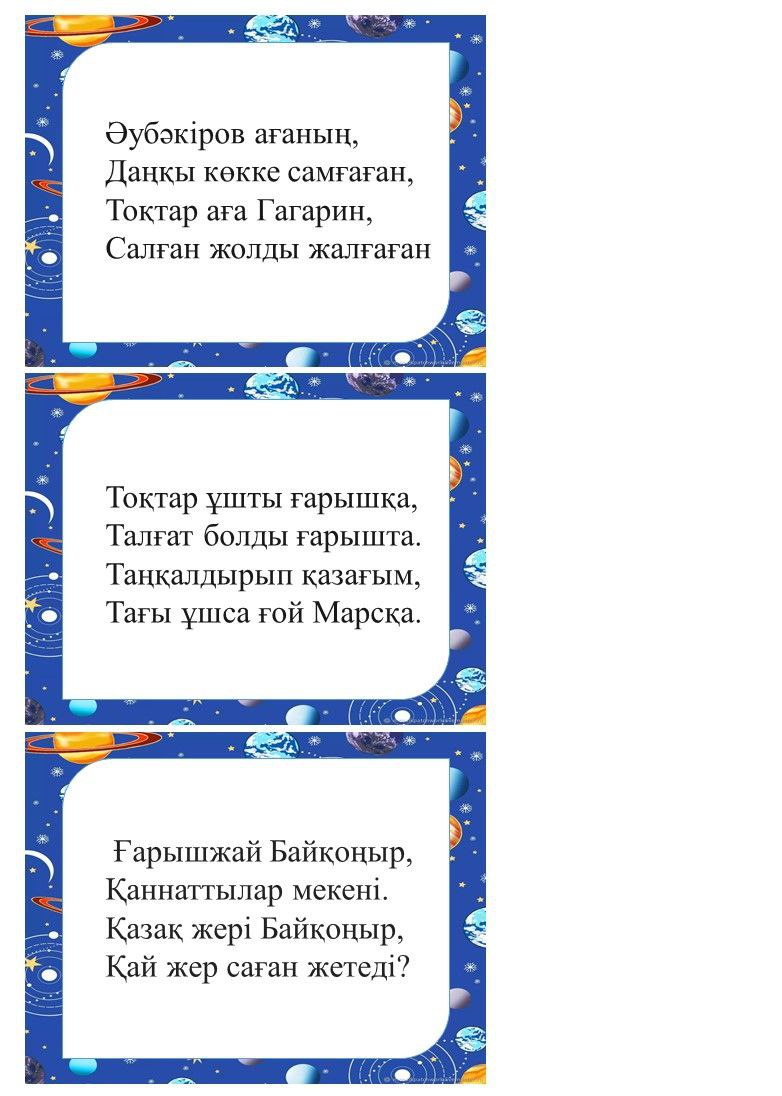 Әубәкіров ағаның,
Даңқы көкке самғаған,
Тоқтар аға Гагарин,
Салған жолды жалғаған
Тоқтар ұшты ғарышқа,
Талғат болды ғарышта.
Таңқалдырып қазағым,
Тағы ұшса ғой Марсқа.
Ғарышжай Байқоңыр,
Қаннаттылар мекені.
Қазақ жері Байқоңыр,
Қай жер саған жетеді?